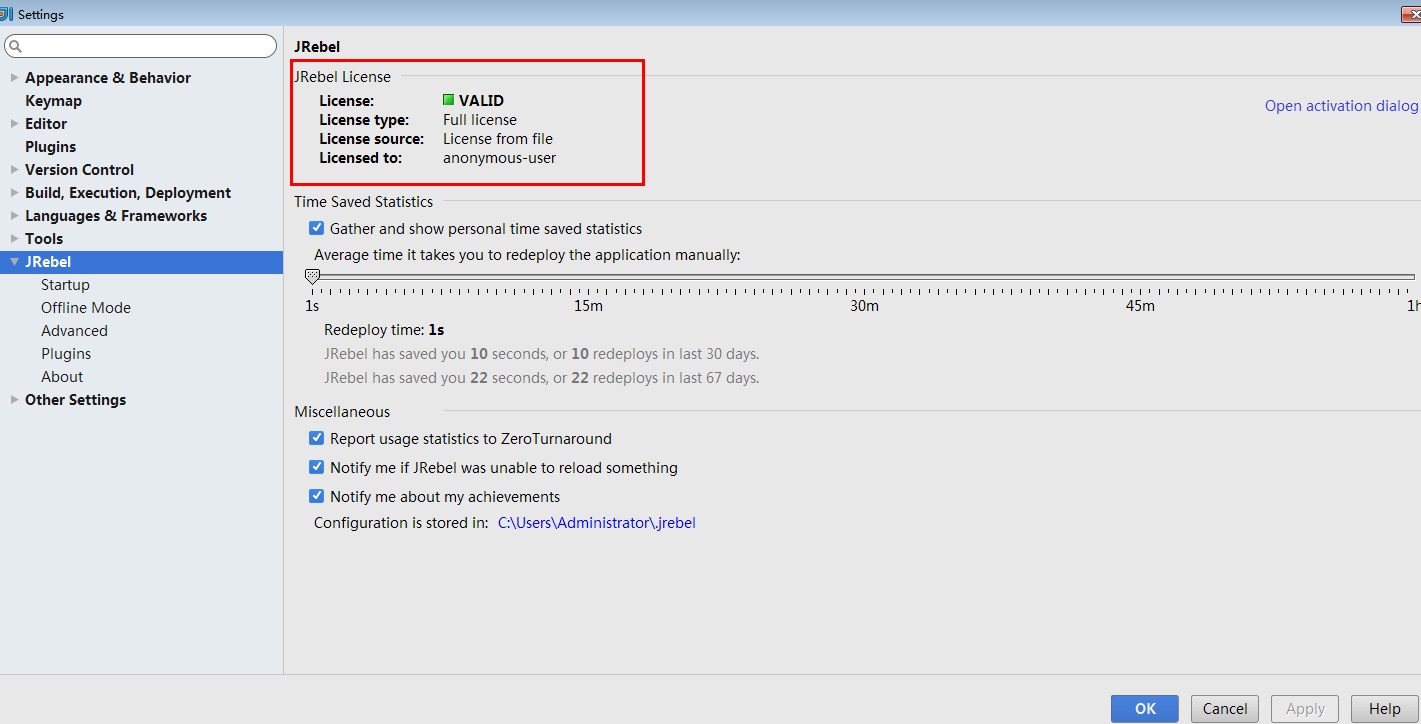 Settings
JRebel
Appearance & Behavior
Keymap
Editor
Plugins
Version Control
Build, Execution, Deployment
Languages & Frameworks
Tools
JRebel
Startup
Offline Mode
Advanced
Plugins
About
Other Settings
JRebel License
License: VALID
License type: Full license
License source: License from file
Licensed to: anonymous-user
Open activation dialog
Time Saved Statistics
Gather and show personal time saved statistics
Average time it takes you to redeploy the application manually:
1s 15m 30m 45m 1h
Redeploy time: 1s
JRebel has saved you 10 seconds, or 10 redeploys in last 30 days.
JRebel has saved you 22 seconds, or 22 redeploys in last 67 days.
Miscellaneous
Report usage statistics to ZeroTurnaround
Notify me if JRebel was unable to reload something
Notify me about my achievements
Configuration is stored in: C:\Users\Administrator\.jrebel
OK Cancel Apply Help